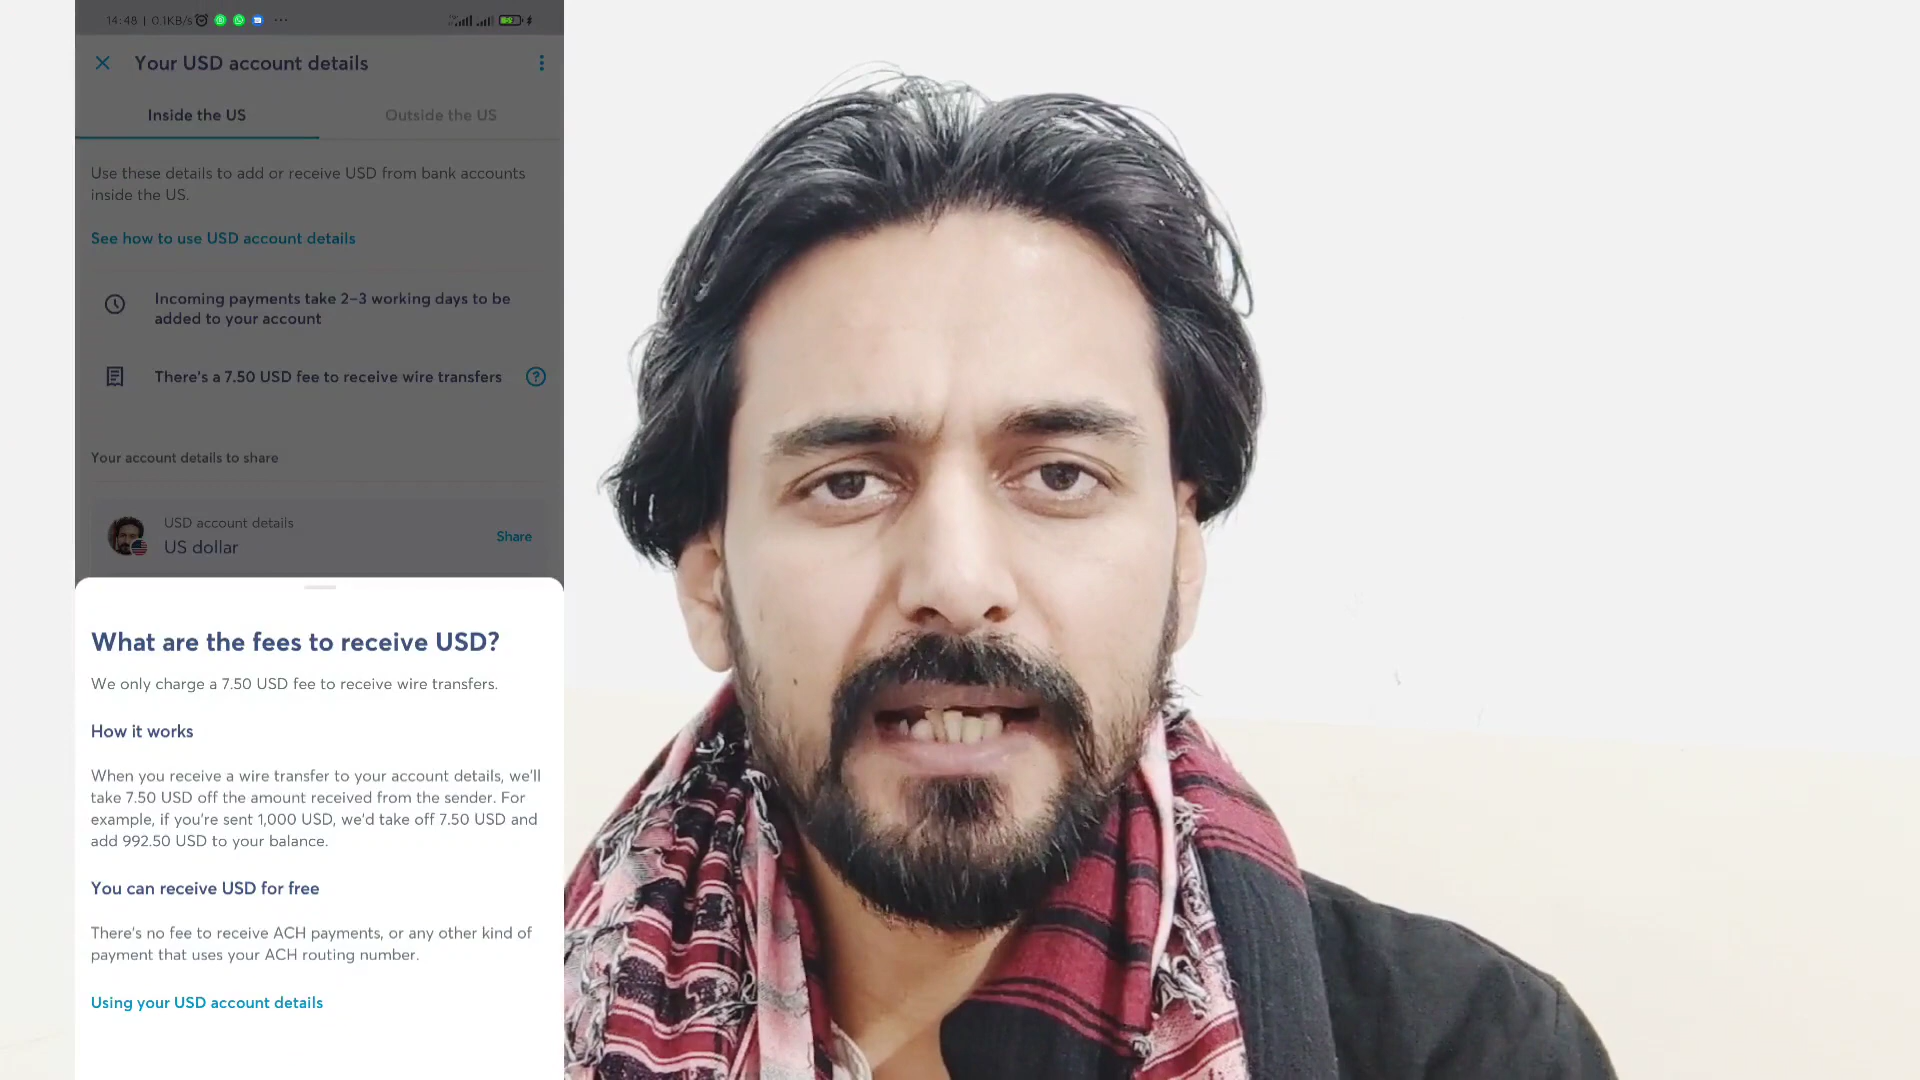 14:48 | 0.1KB/s
Your USD account details
Inside the US
Outside the US
Use these details to add or receive USD from bank accounts
inside the US.
See how to use USD account details
Incoming payments take 2–3 working days to be
added to your account
There's a 7.50 USD fee to receive wire transfers
Your account details to share
USD account details
US dollar
Share
What are the fees to receive USD?
We only charge a 7.50 USD fee to receive wire transfers.
How it works
When you receive a wire transfer to your account details, we'll
take 7.50 USD off the amount received from the sender. For
example, if you're sent 1,000 USD, we'd take off 7.50 USD and
add 992.50 USD to your balance.
You can receive USD for free
There's no fee to receive ACH payments, or any other kind of
payment that uses your ACH routing number.
Using your USD account details